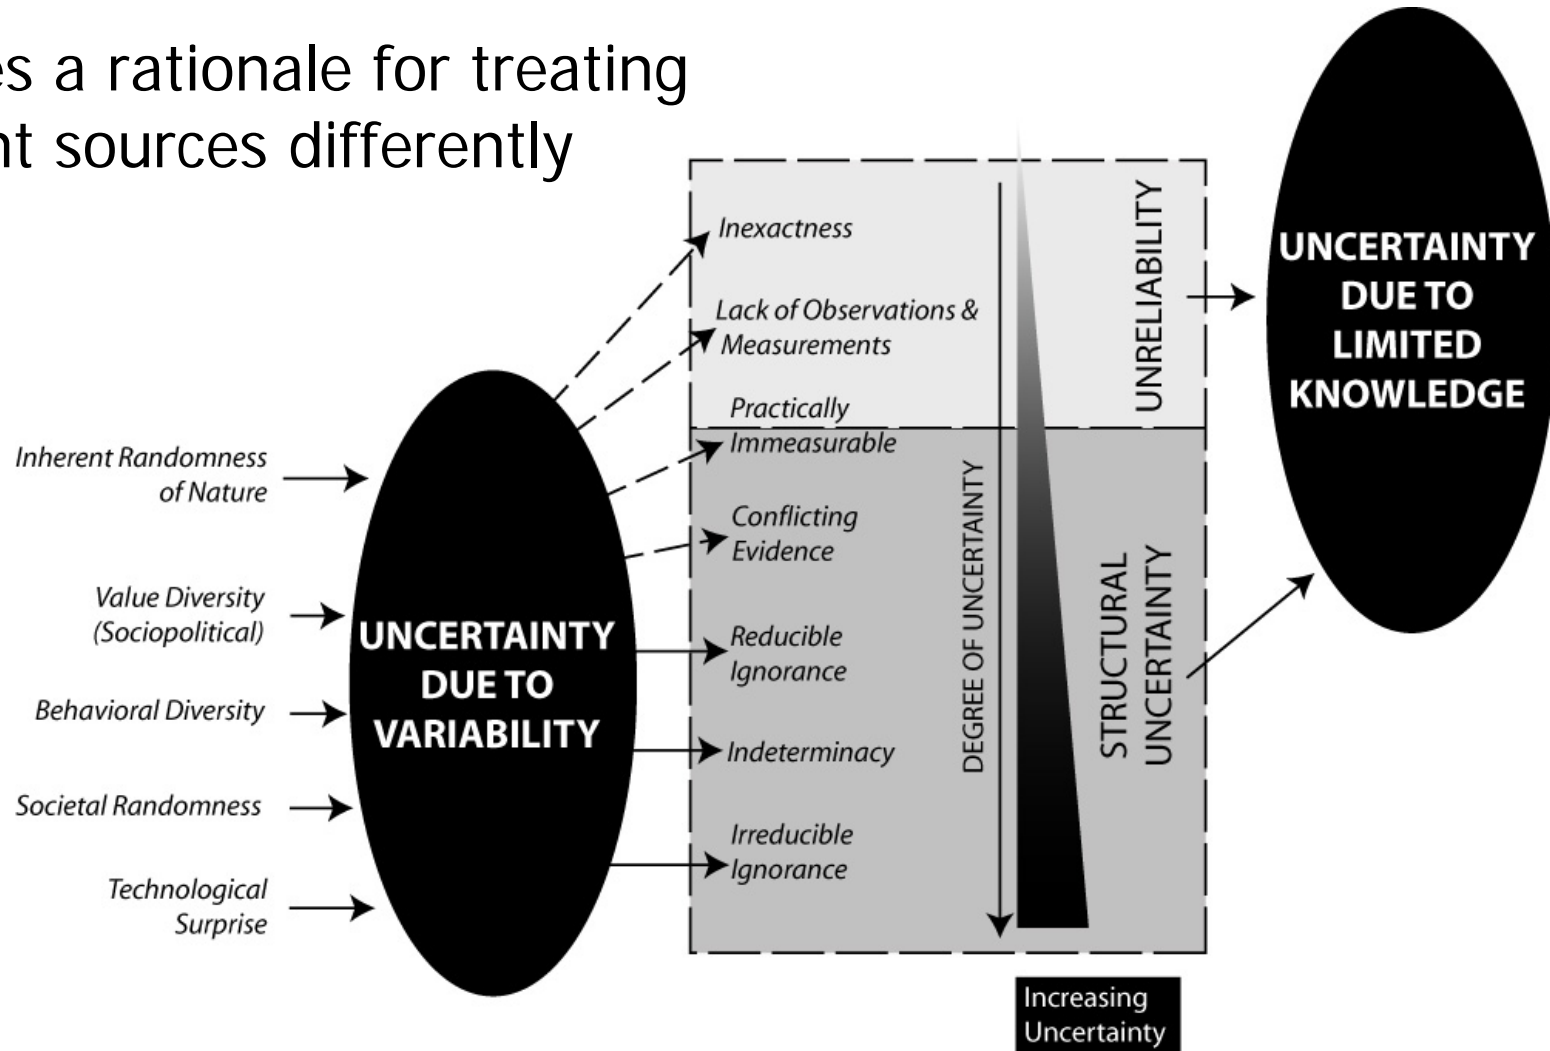 es a rationale for treating
nt sources differently
Inherent Randomness
of Nature
Value Diversity
(Sociopolitical)
Behavioral Diversity
Societal Randomness
Technological
Surprise
UNCERTAINTY
DUE TO
VARIABILITY
Inexactness
Lack of Observations &
Measurements
Practically
Immeasurable
Conflicting
Evidence
Reducible
Ignorance
Indeterminacy
Irreducible
Ignorance
DEGREE OF UNCERTAINTY
UNRELIABILITY
STRUCTURAL
UNCERTAINTY
Increasing
Uncertainty
UNCERTAINTY
DUE TO
LIMITED
KNOWLEDGE